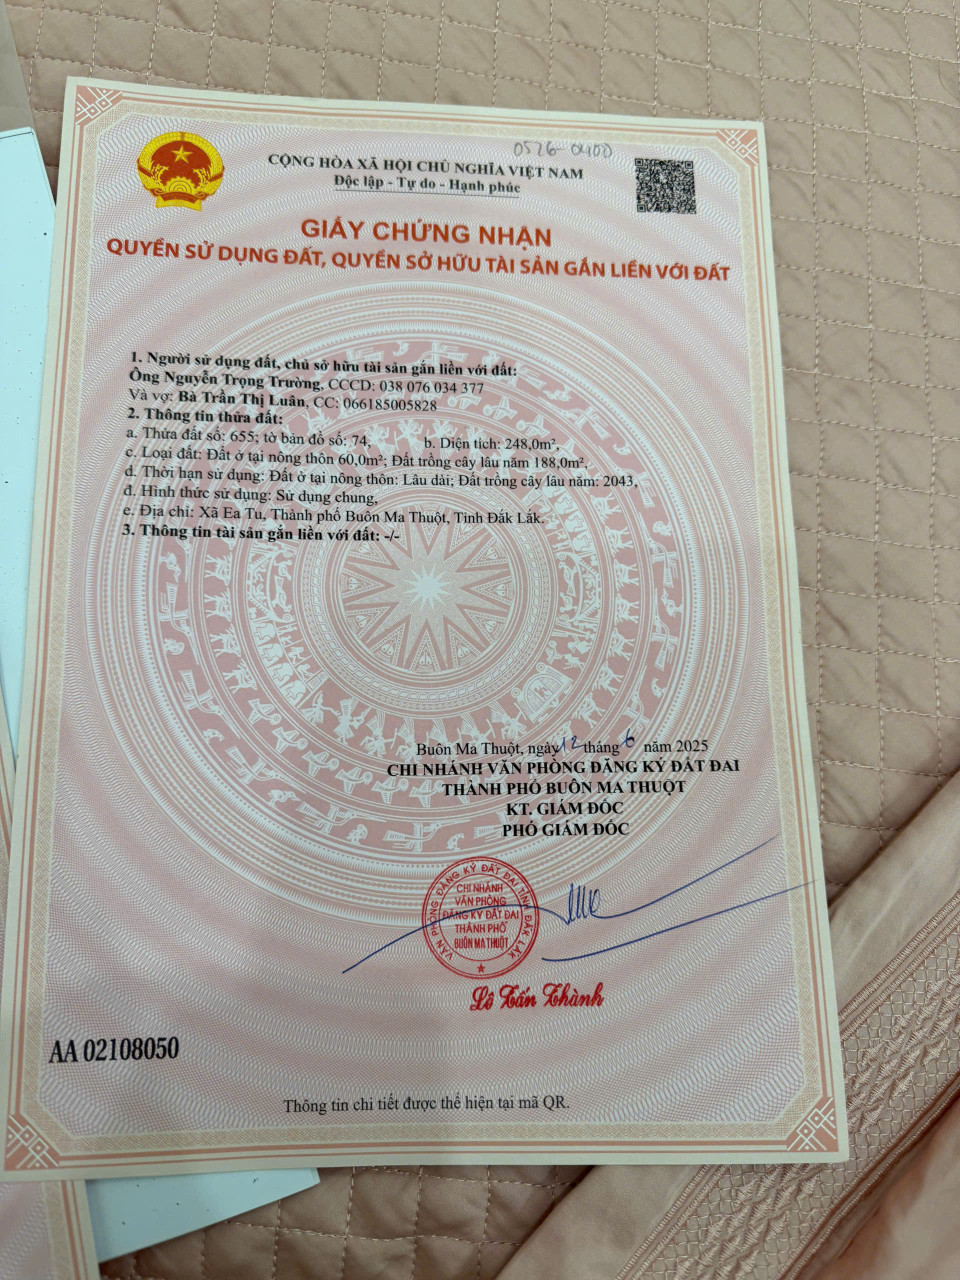 0526-0400
CỘNG HÒA XÃ HỘI CHỦ NGHĨA VIỆT NAM
Độc lập - Tự do - Hạnh phúc
GIẤY CHỨNG NHẬN
QUYỀN SỬ DỤNG ĐẤT, QUYỀN SỞ HỮU TÀI SẢN GẮN LIỀN VỚI ĐẤT
1. Người sử dụng đất, chủ sở hữu tài sản gắn liền với đất:
Ông Nguyễn Trọng Trường, CCCD: 038 076 034 377
Và vợ: Bà Trần Thị Luân, CC: 066185005828
2. Thông tin thửa đất:
a. Thửa đất số: 655; tờ bản đồ số: 74, b. Diện tích: 248,0m²,
c. Loại đất: Đất ở tại nông thôn 60,0m²; Đất trồng cây lâu năm 188,0m²,
d. Thời hạn sử dụng: Đất ở tại nông thôn: Lâu dài; Đất trồng cây lâu năm: 2043,
đ. Hình thức sử dụng: Sử dụng chung,
e. Địa chỉ: Xã Ea Tu, Thành phố Buôn Ma Thuột, Tỉnh Đắk Lắk.
3. Thông tin tài sản gắn liền với đất: -/-
Buôn Ma Thuột, ngày 12 tháng 6 năm 2025
CHI NHÁNH VĂN PHÒNG ĐĂNG KÝ ĐẤT ĐAI
THÀNH PHỐ BUÔN MA THUỘT
KT. GIÁM ĐỐC
PHÓ GIÁM ĐỐC
VĂN PHÒNG ĐĂNG KÝ ĐẤT ĐAI TỈNH ĐẮK LẮK
CHI NHÁNH
VĂN PHÒNG
ĐĂNG KÝ ĐẤT ĐAI
THÀNH PHỐ
BUÔN MA THUỘT
Lê Tấn Thành
AA 02108050
Thông tin chi tiết được thể hiện tại mã QR.